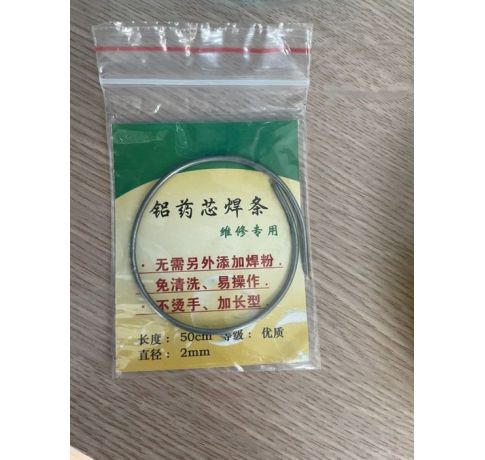 铝药芯焊条
维修专用
· 无需另外添加焊粉 .
免清洗、易操作 .
· 不烫手、加长型
长度： 50cm 等级： 优质
直径： 2mm